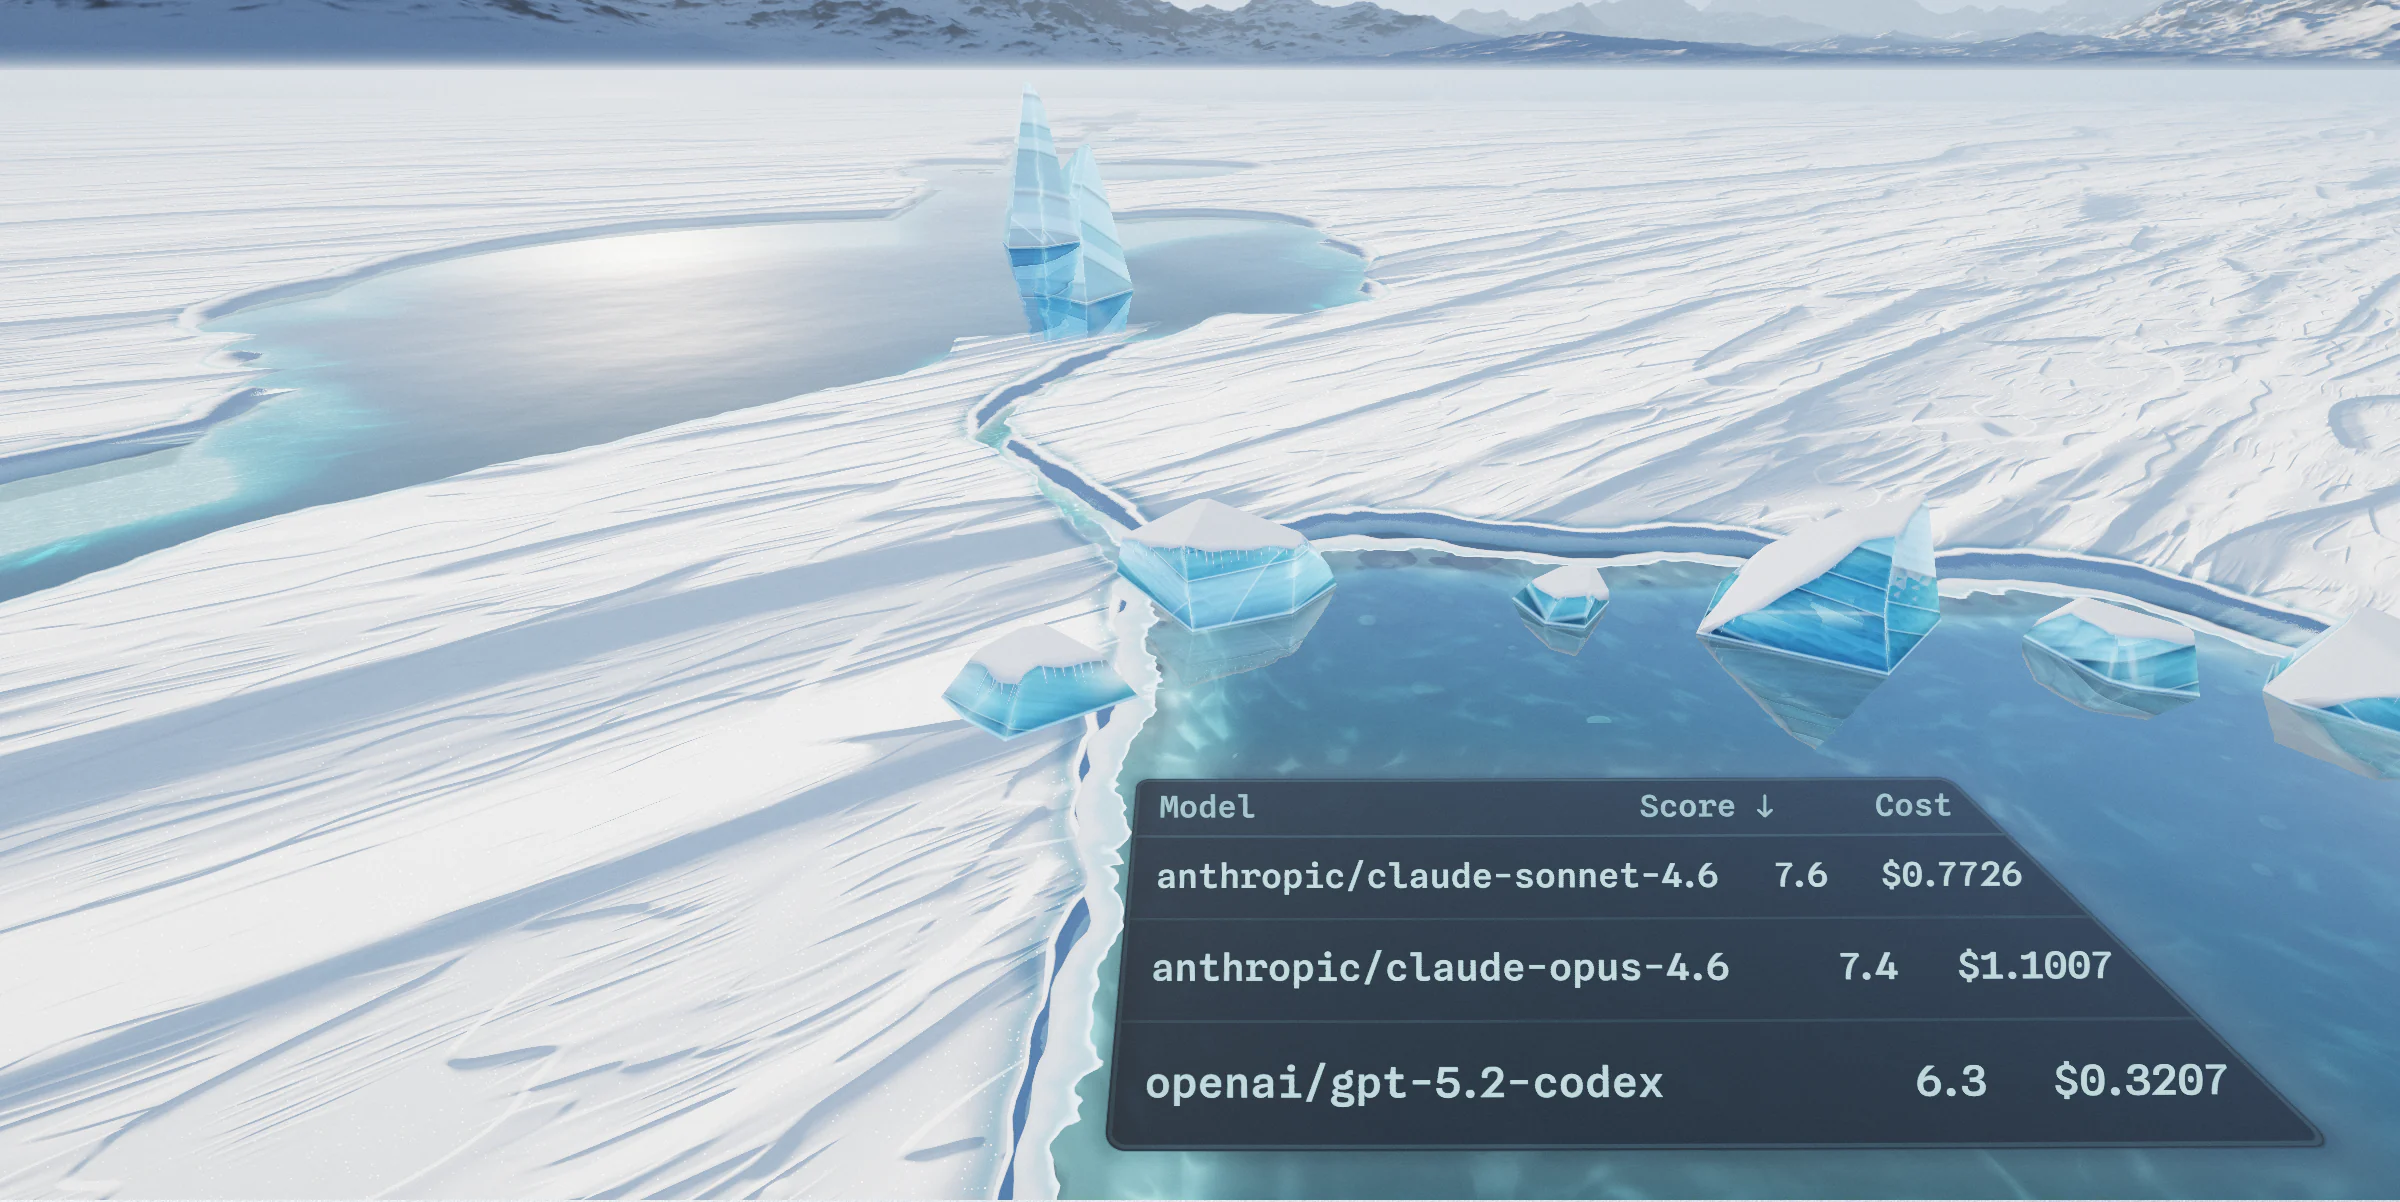 Model Score ↓ Cost
anthropic/claude-sonnet-4.6 7.6 $0.7726
anthropic/claude-opus-4.6 7.4 $1.1007
openai/gpt-5.2-codex 6.3 $0.3207